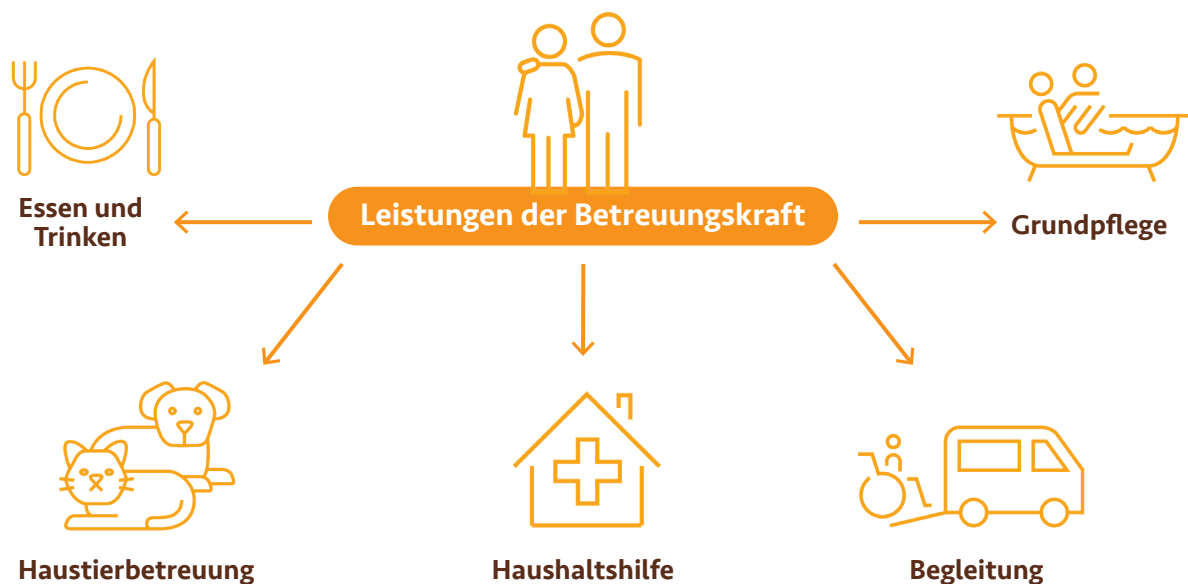 Leistungen der Betreuungskraft
Essen und
Trinken
Grundpflege
Haustierbetreuung
Haushaltshilfe
Begleitung